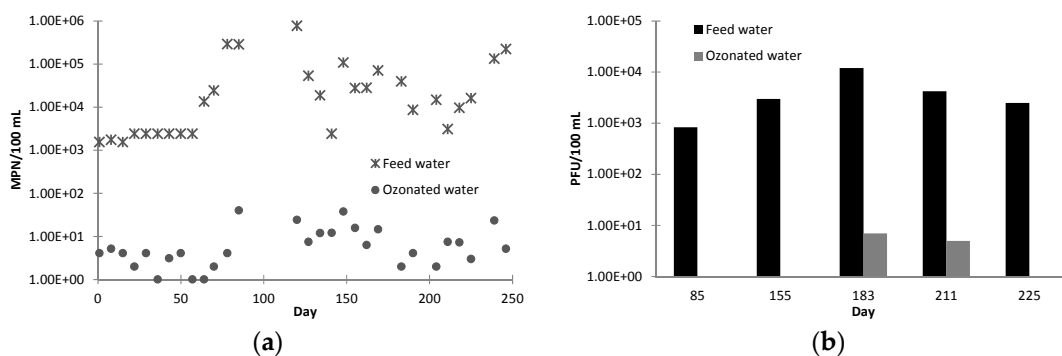 1.00E+06
1.00E+05
1.00E+04
1.00E+03
1.00E+02
1.00E+01
1.00E+00
MPN/100 mL
Feed water
Ozonated water
0 50 100 150 200 250
Day
(a)
1.00E+05
1.00E+04
1.00E+03
1.00E+02
1.00E+01
1.00E+00
PFU/100 mL
Feed water
Ozonated water
85 155 183 211 225
Day
(b)